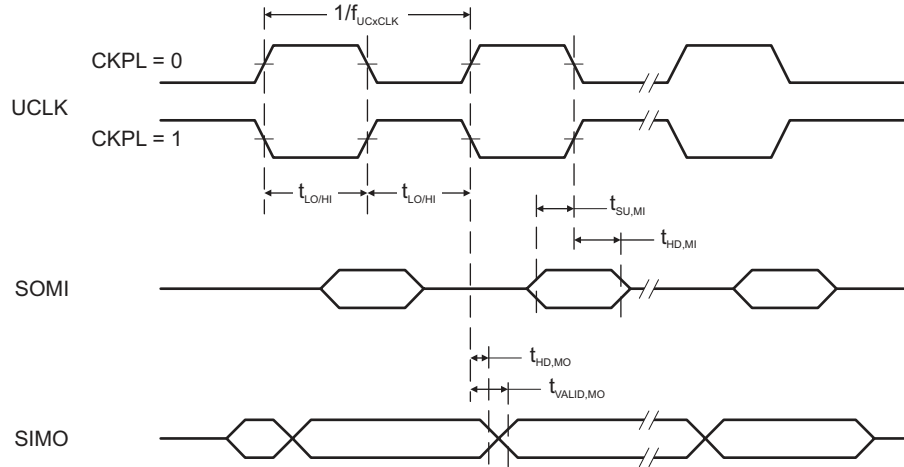 1/fUCxCLK
CKPL = 0
UCLK
CKPL = 1
tLO/HI tLO/HI tSU,MI
tHD,MI
SOMI
tHD,MO
tVALID,MO
SIMO